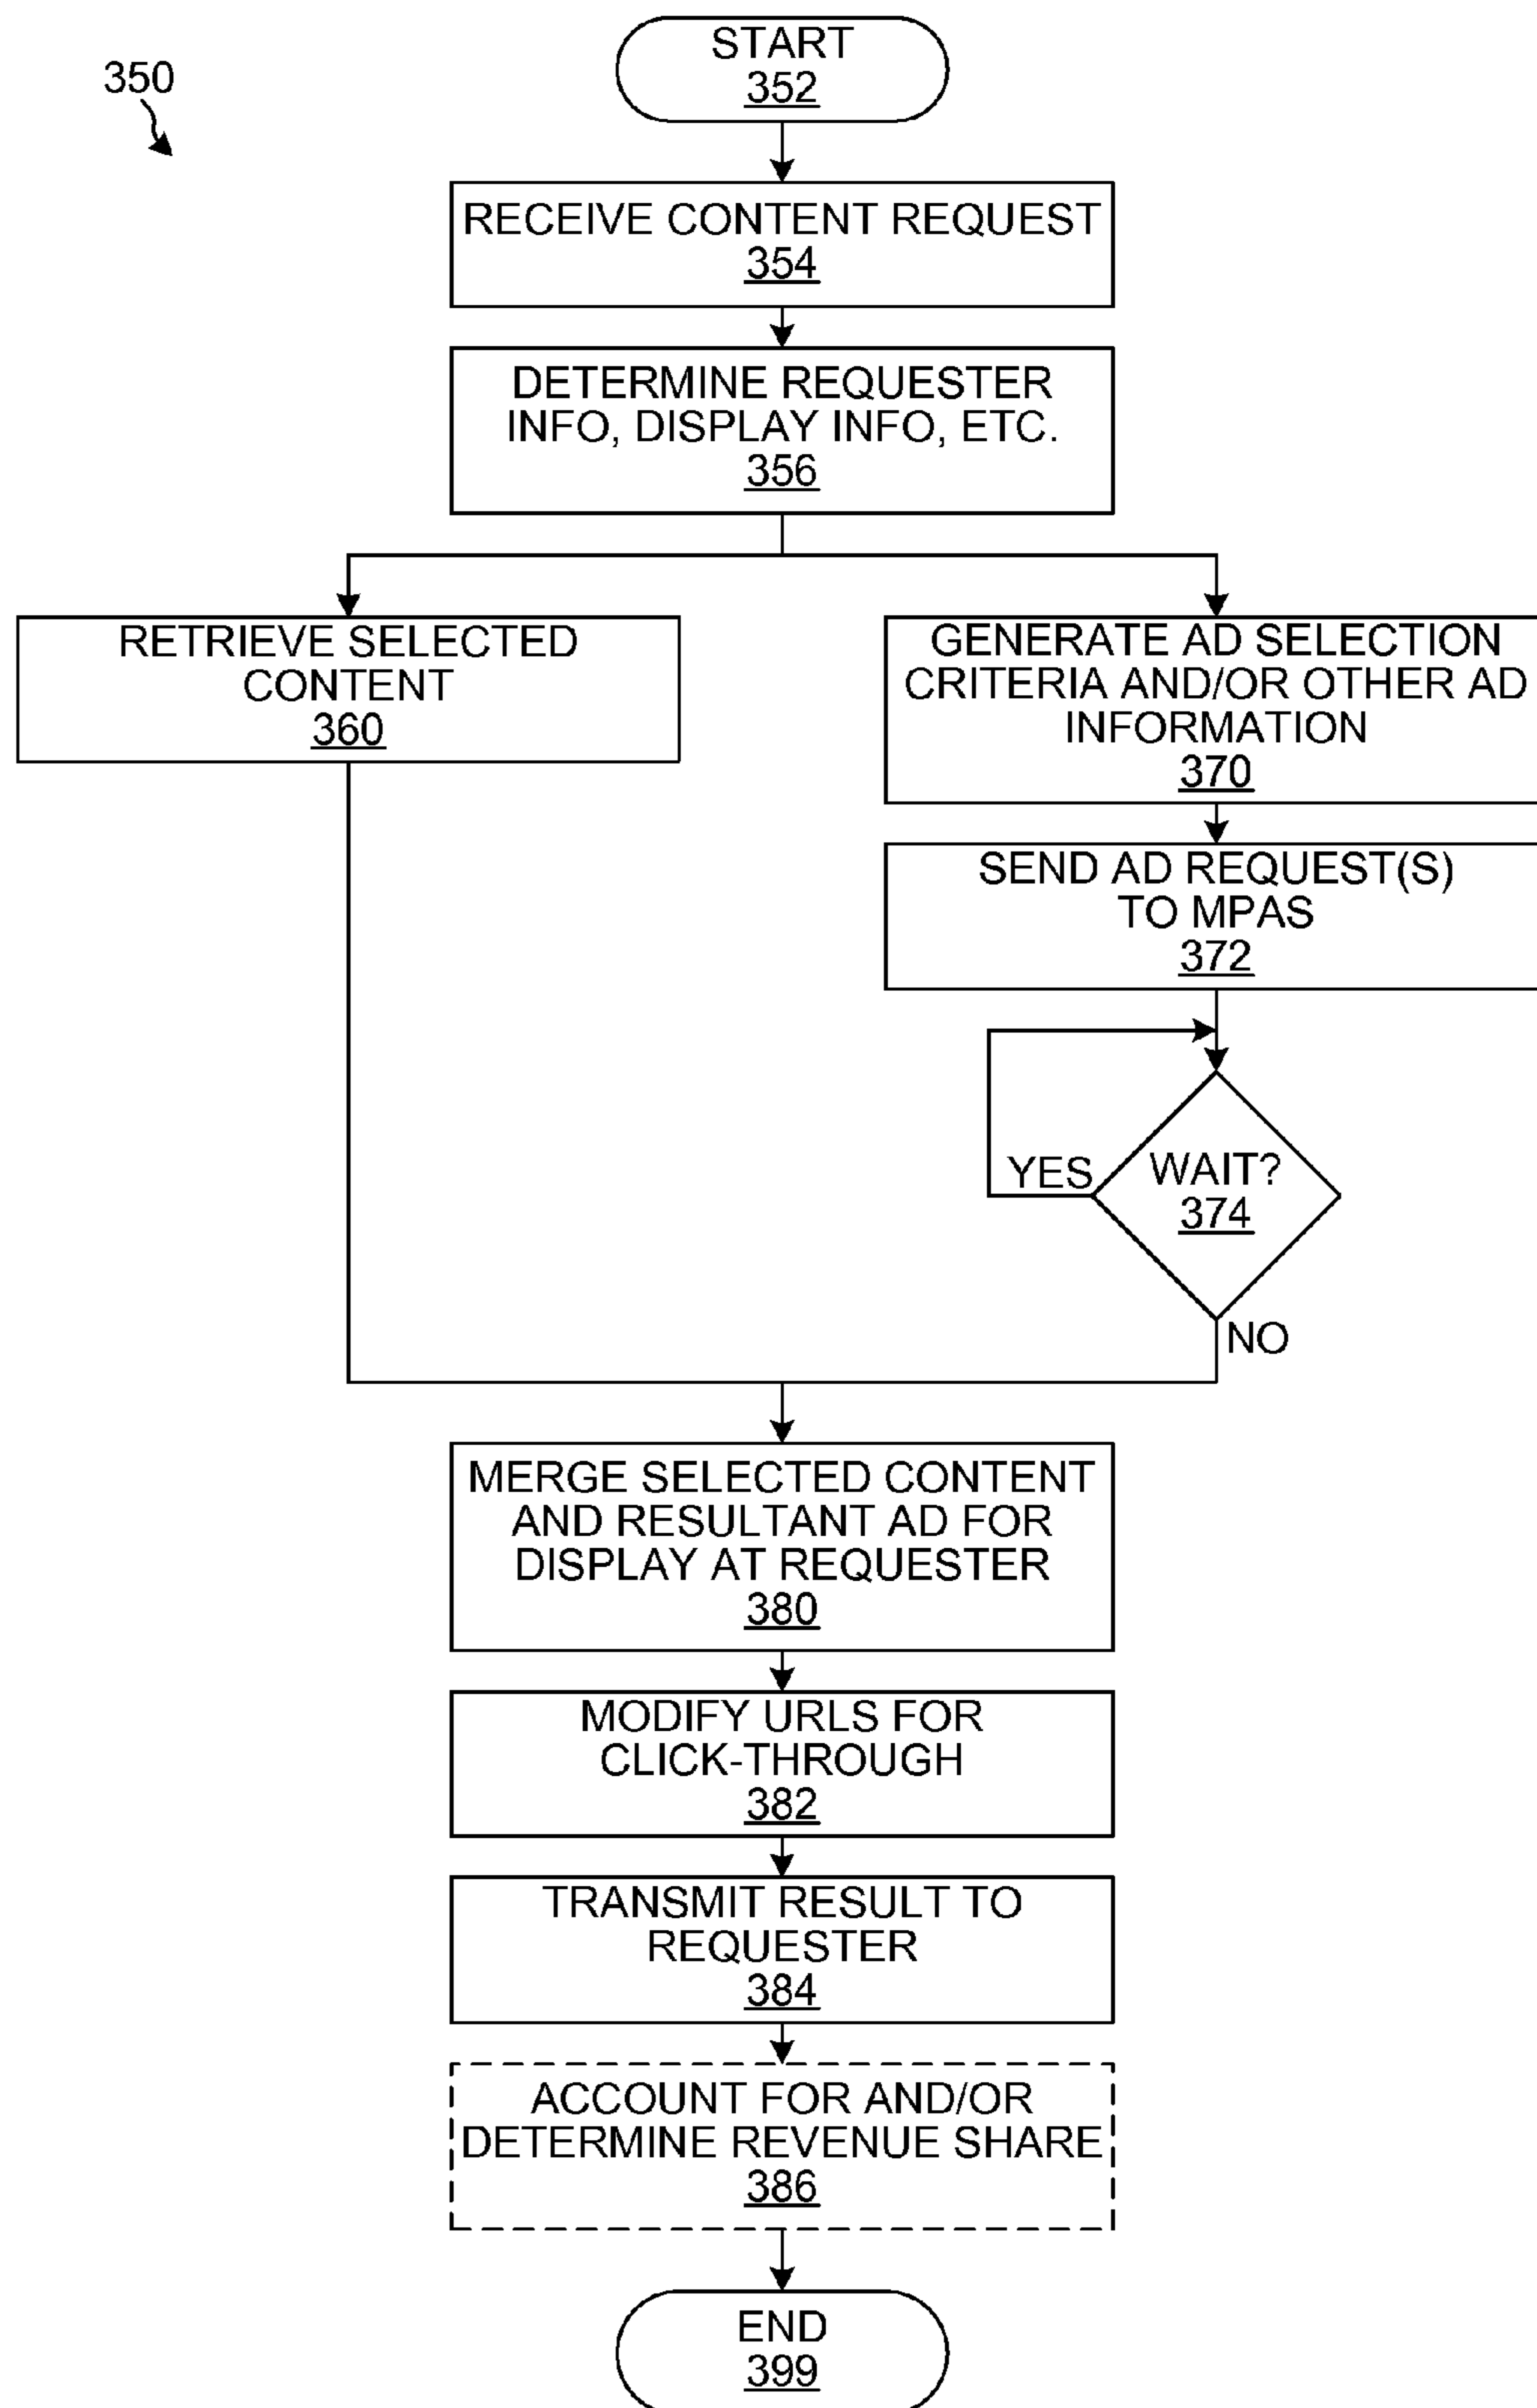 350
START
352
RECEIVE CONTENT REQUEST
354
DETERMINE REQUESTER
INFO, DISPLAY INFO, ETC.
356
RETRIEVE SELECTED
CONTENT
360
GENERATE AD SELECTION
CRITERIA AND/OR OTHER AD
INFORMATION
370
SEND AD REQUEST(S)
TO MPAS
372
YES
WAIT?
374
NO
MERGE SELECTED CONTENT
AND RESULTANT AD FOR
DISPLAY AT REQUESTER
380
MODIFY URLS FOR
CLICK-THROUGH
382
TRANSMIT RESULT TO
REQUESTER
384
ACCOUNT FOR AND/OR
DETERMINE REVENUE SHARE
386
END
399